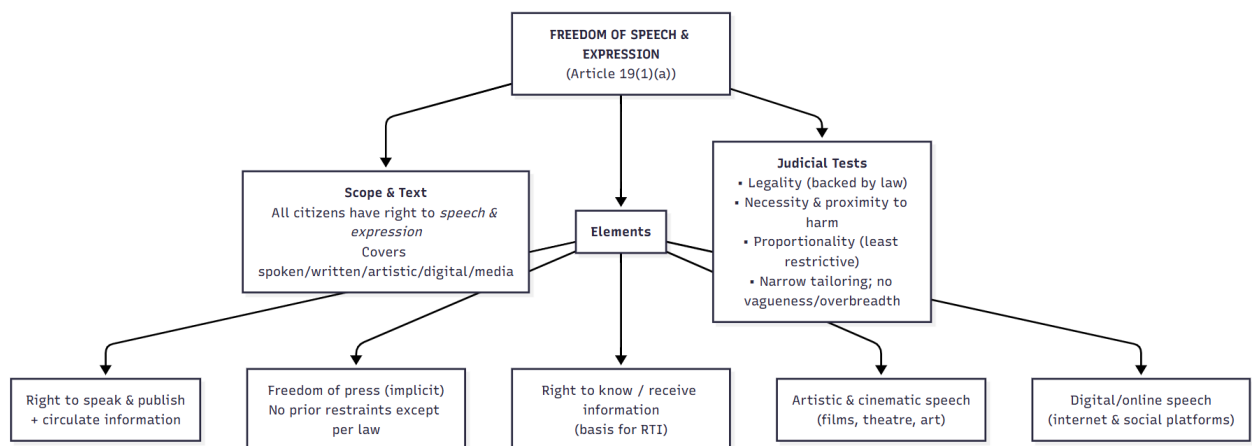 FREEDOM OF SPEECH &
EXPRESSION
(Article 19(1)(a))
Scope & Text
All citizens have right to speech &
expression
Covers
spoken/written/artistic/digital/media
Elements
Judicial Tests
▪ Legality (backed by law)
▪ Necessity & proximity to
harm
▪ Proportionality (least
restrictive)
▪ Narrow tailoring; no
vagueness/overbreadth
Right to speak & publish
+ circulate information
Freedom of press (implicit)
No prior restraints except
per law
Right to know / receive
information
(basis for RTI)
Artistic & cinematic speech
(films, theatre, art)
Digital/online speech
(internet & social platforms)